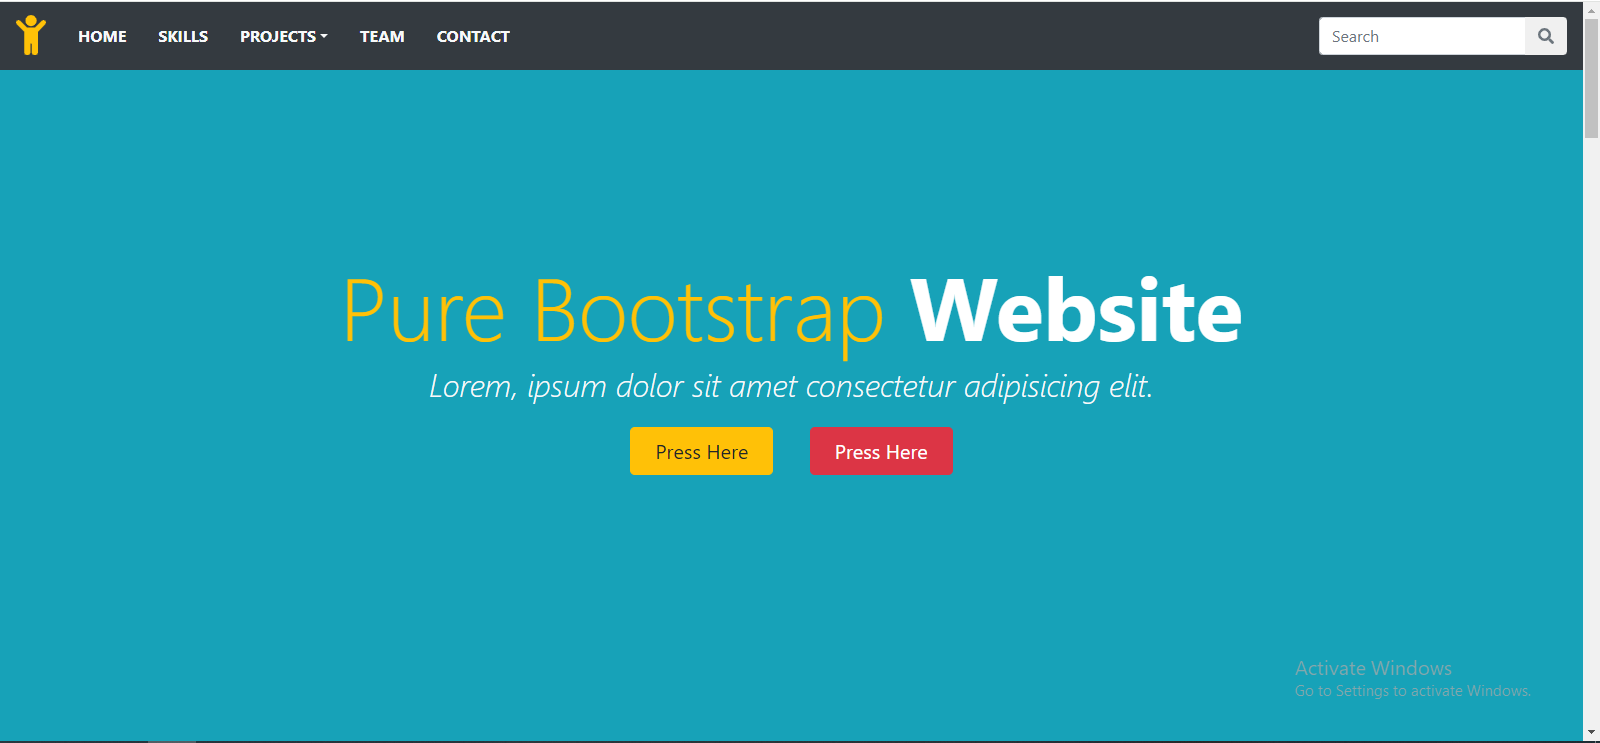 HOME SKILLS PROJECTS TEAM CONTACT Search
Pure Bootstrap Website
Lorem, ipsum dolor sit amet consectetur adipisicing elit.
Press Here Press Here
Activate Windows
Go to Settings to activate Windows.